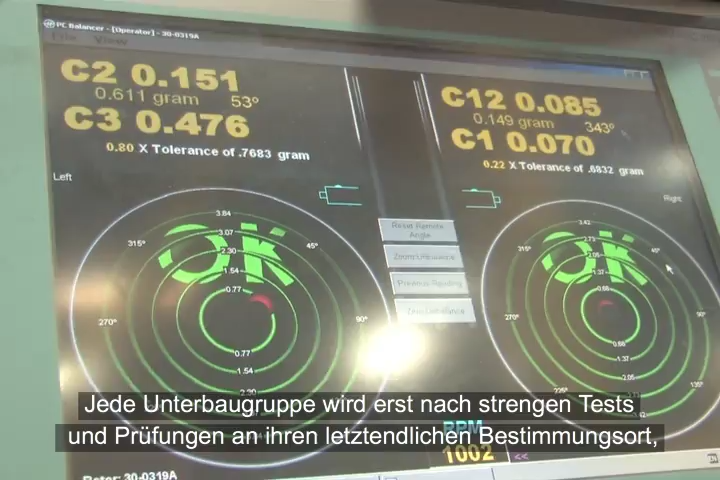 PC Balancer - [Operator] - 30-0319A
File View
C2 0.151
0.611 gram 53°
C3 0.476
0.80 X Tolerance of .7683 gram
C12 0.085
0.149 gram 343°
C1 0.070
0.22 X Tolerance of .6832 gram
Left
Right
OK
OK
3.84
3.07
2.30
1.54
0.77
0.77
1.54
2.30
315°
45°
270°
90°
3.42
1.37
0.68
0.68
1.37
2.05
315°
45°
270°
90°
225°
135°
Reset Remote
Angle
Previous Reading
Jede Unterbaugruppe wird erst nach strengen Tests
und Prüfungen an ihren letztendlichen Bestimmungsort,
RPM
1002 <<
Rotor: 30-0319A